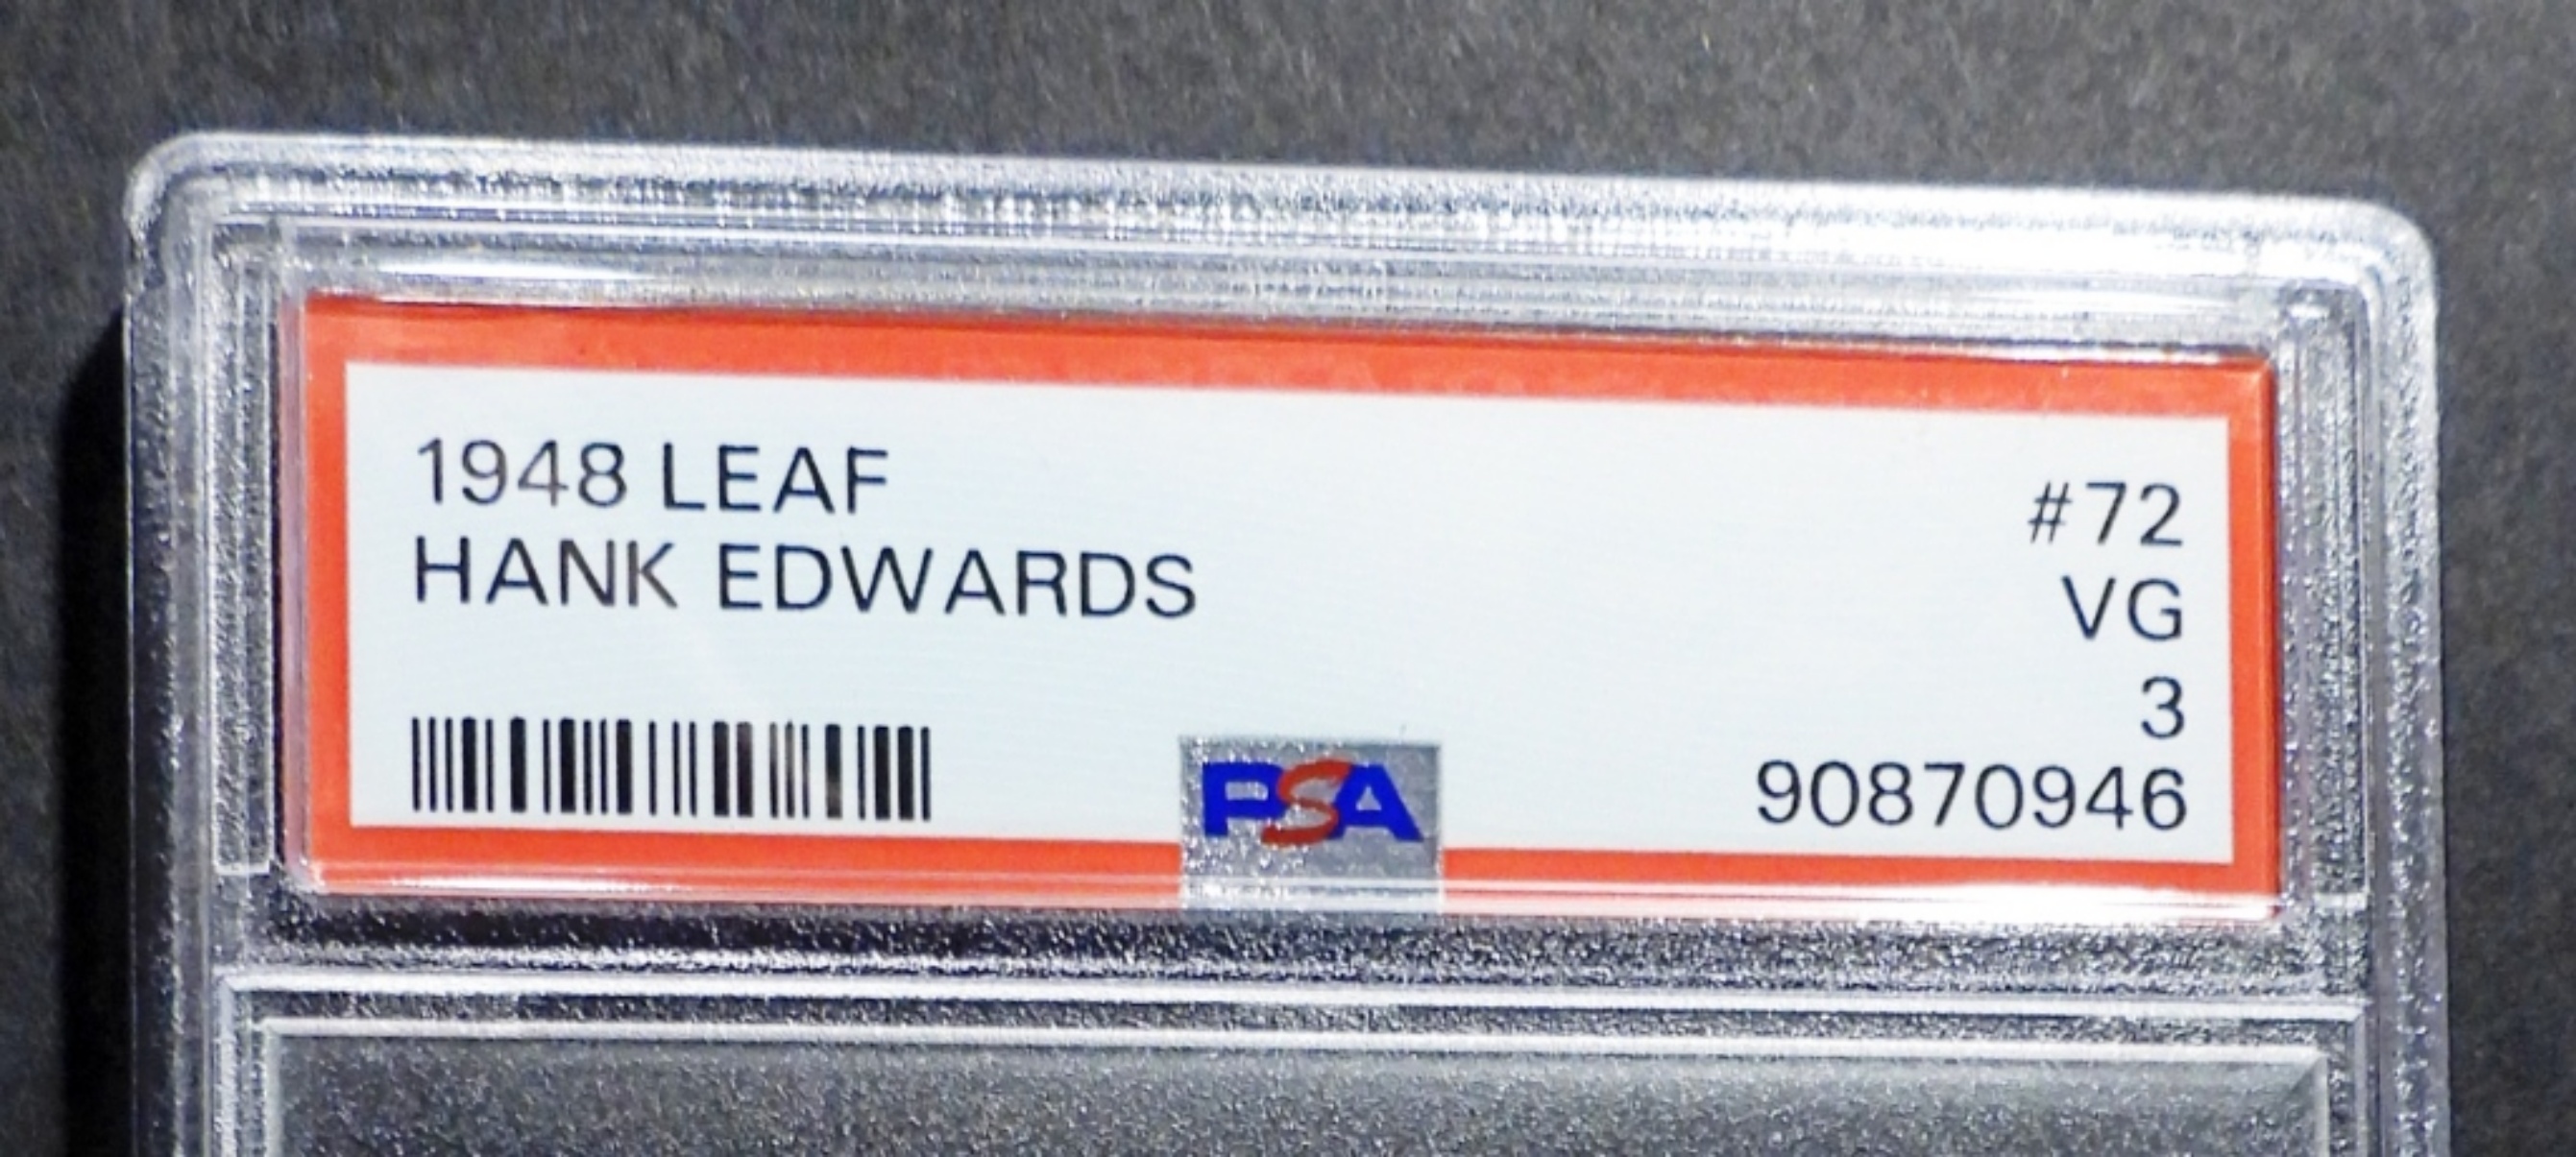 1948 LEAF
#72
HANK EDWARDS
VG
3
PSA
90870946